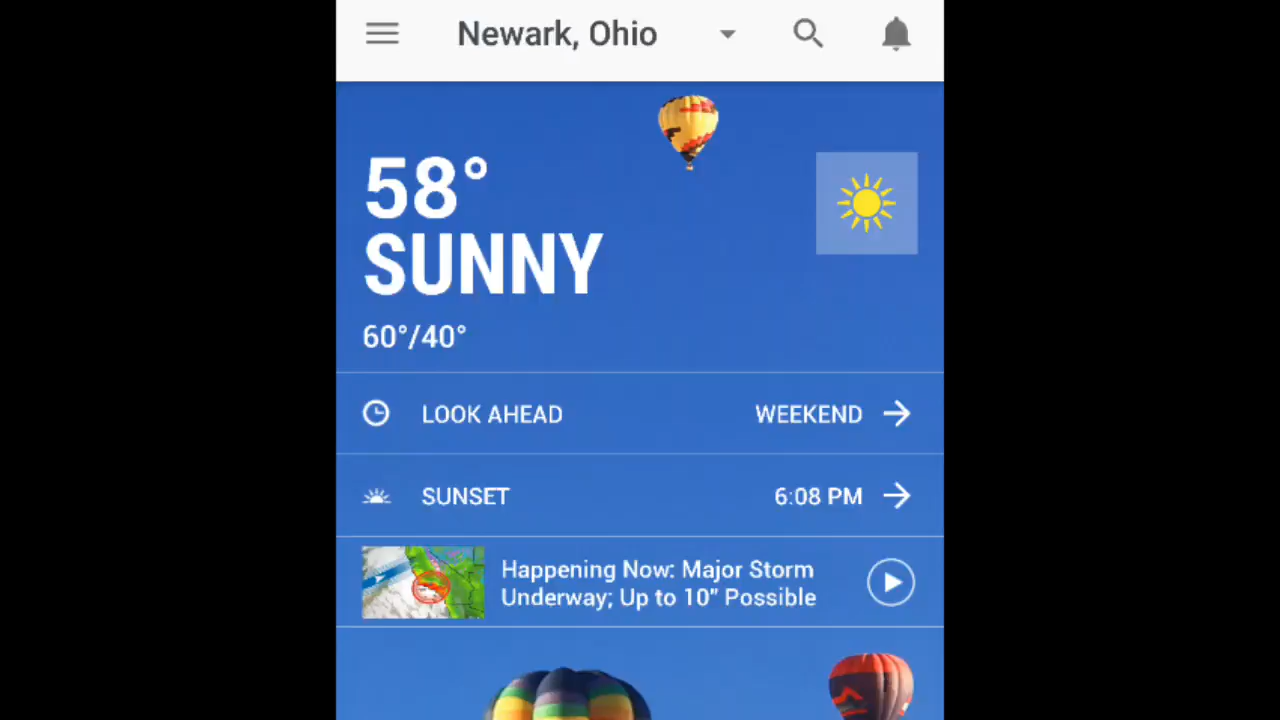 Newark, Ohio
58°
SUNNY
60°/40°
LOOK AHEAD WEEKEND
SUNSET 6:08 PM
Happening Now: Major Storm
Underway; Up to 10" Possible